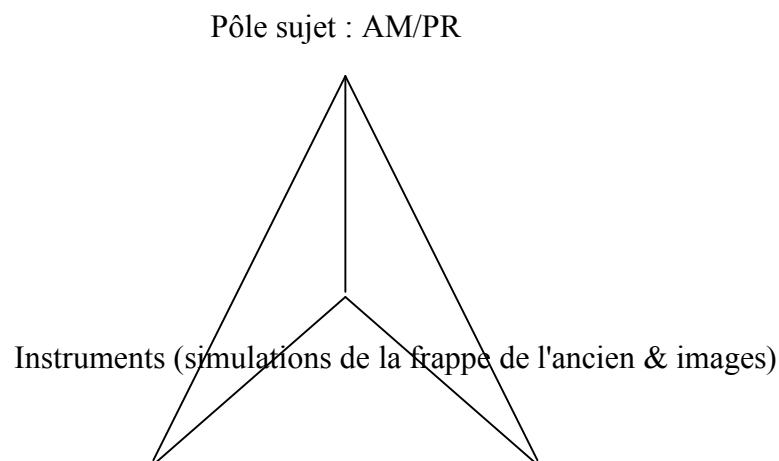 Pôle sujet : AM/PR
Instruments (simulations de la frappe de l'ancien & images)